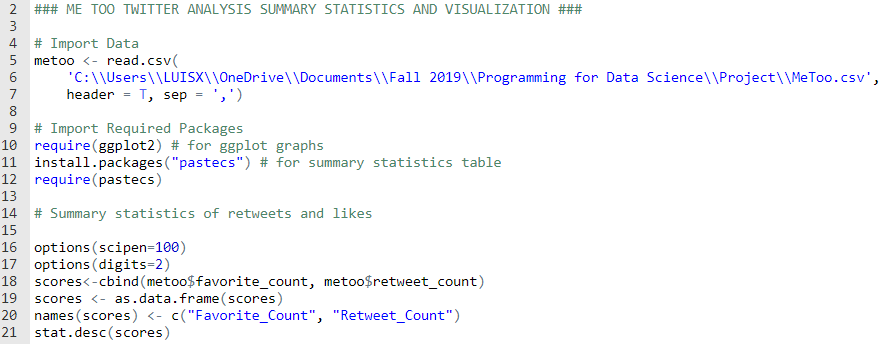 2 ### ME TOO TWITTER ANALYSIS SUMMARY STATISTICS AND VISUALIZATION ###
3
4 # Import Data
5 metoo <- read.csv(
6 'C:\\Users\\LUISX\\OneDrive\\Documents\\Fall 2019\\Programming for Data Science\\Project\\MeToo.csv',
7 header = T, sep = ',')
8
9 # Import Required Packages
10 require(ggplot2) # for ggplot graphs
11 install.packages("pastecs") # for summary statistics table
12 require(pastecs)
13
14 # Summary statistics of retweets and likes
15
16 options(scipen=100)
17 options(digits=2)
18 scores<-cbind(metoo$favorite_count, metoo$retweet_count)
19 scores <- as.data.frame(scores)
20 names(scores) <- c("Favorite_Count", "Retweet_Count")
21 stat.desc(scores)